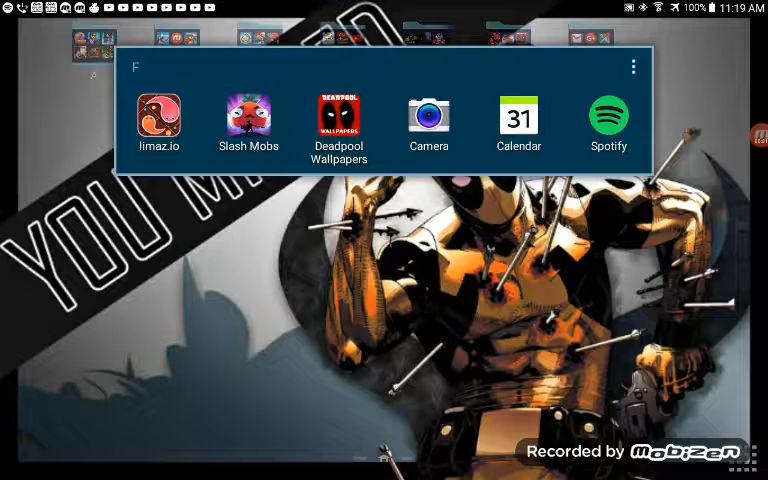 100% 11:19 AM
F
31
DEADPOOL
WALLPAPERS
limaz.io
Slash Mobs
Deadpool
Wallpapers
Camera
Calendar
Spotify
A
YOU M
Recorded by mobizen